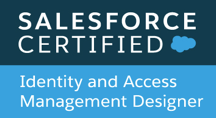 SALESFORCE
CERTIFIED
Identity and Access
Management Designer